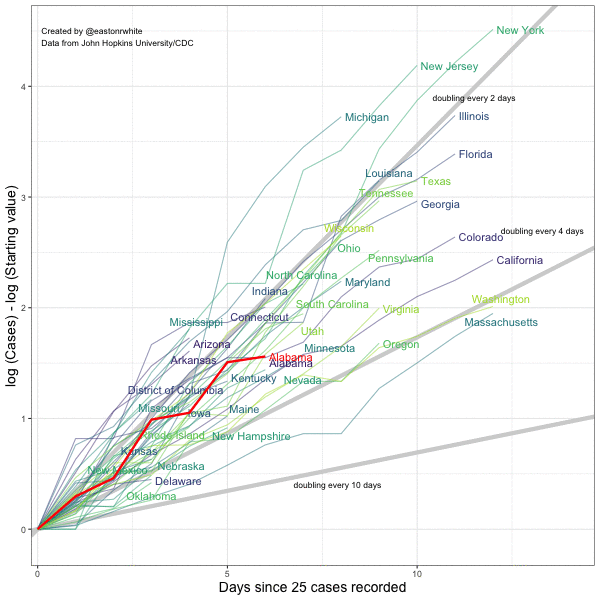 Created by @eastonrwhite
Data from John Hopkins University/CDC
New York
New Jersey
doubling every 2 days
Michigan
Illinois
Florida
Louisiana
Texas
Tennessee
Georgia
Wisconsin
doubling every 4 days
Colorado
Ohio
Pennsylvania
California
North Carolina
Maryland
Indiana
Washington
South Carolina
Virginia
Connecticut
Mississippi
Massachusetts
Utah
Arizona
Minnesota
Oregon
Arkansas
Alabama
Alabama
Kentucky
Nevada
District of Columbia
Missouri
Iowa
Maine
Rhode Island
New Hampshire
Kansas
New Mexico
Nebraska
Delaware
doubling every 10 days
Oklahoma
log (Cases) - log (Starting value)
4
3
2
1
0
0
5
10
Days since 25 cases recorded